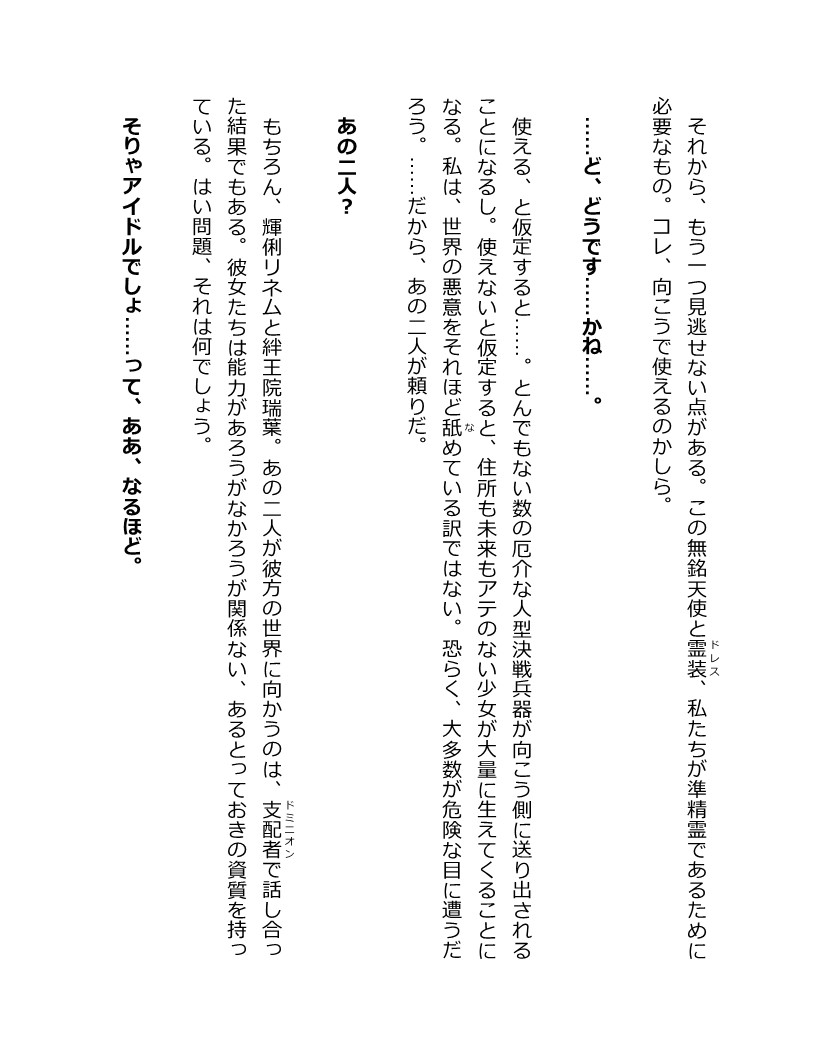 それから、もう一つ見逃せない点がある。この無銘天使と霊装、私たちが準精霊であるために
ドレス
必要なもの。コレ、向こうで使えるのかしら。
……ど、どうです……かね……。
使える、と仮定すると……。とんでもない数の厄介な人型決戦兵器が向こう側に送り出される
ことになるし。使えないと仮定すると、住所も未来もアテのない少女が大量に生えてくることに
なる。私は、世界の悪意をそれほど舐めている訳ではない。恐らく、大多数が危険な目に遭うだ
な
ろう。……だから、あの二人が頼りだ。
あの二人？
もちろん、輝俐リネムと絆王院瑞葉。あの二人が彼方の世界に向かうのは、支配者で話し合っ
ドミニオン
た結果でもある。彼女たちは能力があろうがなかろうが関係ない、あるとっておきの資質を持っ
ている。はい問題、それは何でしょう。
そりゃアイドルでしょ……って、ああ、なるほど。